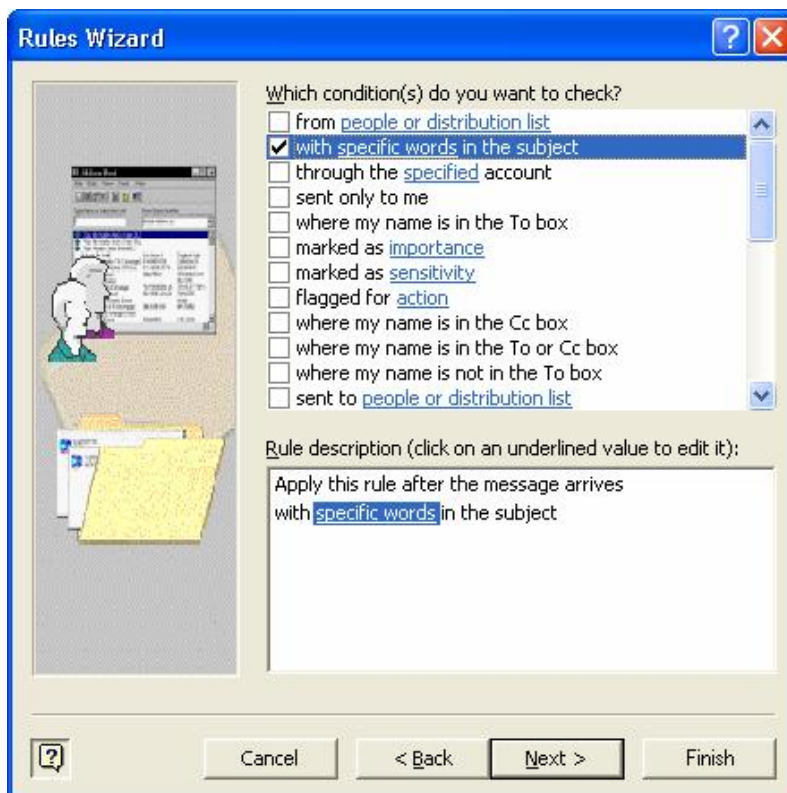 Rules Wizard
Which condition(s) do you want to check?
from people or distribution list
with specific words in the subject
through the specified account
sent only to me
where my name is in the To box
marked as importance
marked as sensitivity
flagged for action
where my name is in the Cc box
where my name is in the To or Cc box
where my name is not in the To box
sent to people or distribution list
Rule description (click on an underlined value to edit it):
Apply this rule after the message arrives
with specific words in the subject
Cancel
< Back
Next >
Finish